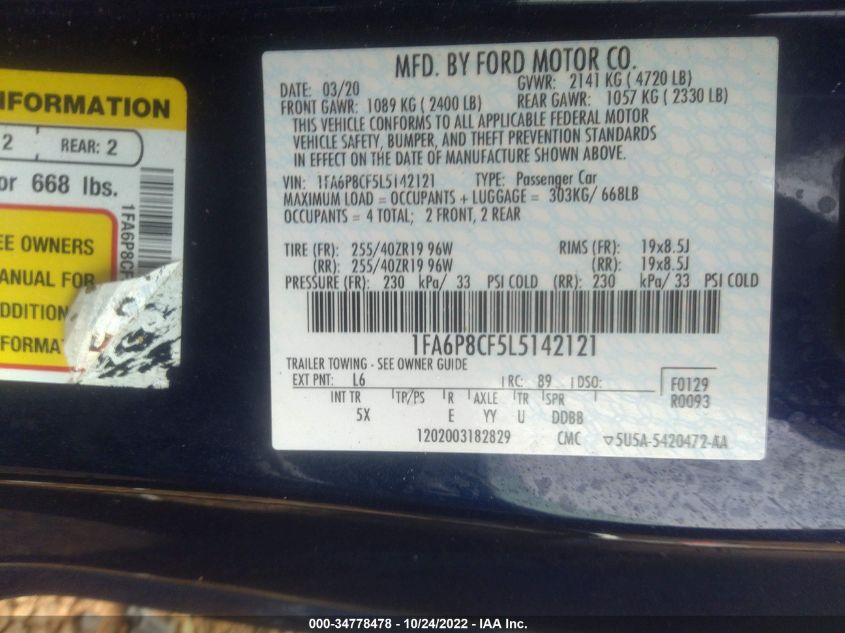 INFORMATION
2 REAR: 2
or 668 lbs.
EE OWNERS
MANUAL FOR
ADDITION
INFORMA
1FA6P8C
MFD. BY FORD MOTOR CO.
DATE: 03/20 GVWR: 2141 KG ( 4720 LB)
FRONT GAWR: 1089 KG ( 2400 LB) REAR GAWR: 1057 KG ( 2330 LB)
THIS VEHICLE CONFORMS TO ALL APPLICABLE FEDERAL MOTOR
VEHICLE SAFETY, BUMPER, AND THEFT PREVENTION STANDARDS
IN EFFECT ON THE DATE OF MANUFACTURE SHOWN ABOVE.
VIN: 1FA6P8CF5L5142121 TYPE: Passenger Car
MAXIMUM LOAD = OCCUPANTS + LUGGAGE = 303KG/ 668LB
OCCUPANTS = 4 TOTAL; 2 FRONT, 2 REAR
TIRE (FR): 255/40ZR19 96W RIMS (FR): 19x8.5J
(RR): 255/40ZR19 96W (RR): 19x8.5J
PRESSURE (FR): 230 kPa/ 33 PSI COLD (RR): 230 kPa/ 33 PSI COLD
1FA6P8CF5L5142121
TRAILER TOWING - SEE OWNER GUIDE
EXT PNT: L6 RC: 89 DSO: F0129
INT TR TP/PS R AXLE TR SPR R0093
5X E YY U DDBB
1202003182829 CMC ▽5U5A-5420472-AA
000-34778478 - 10/24/2022 - IAA Inc.